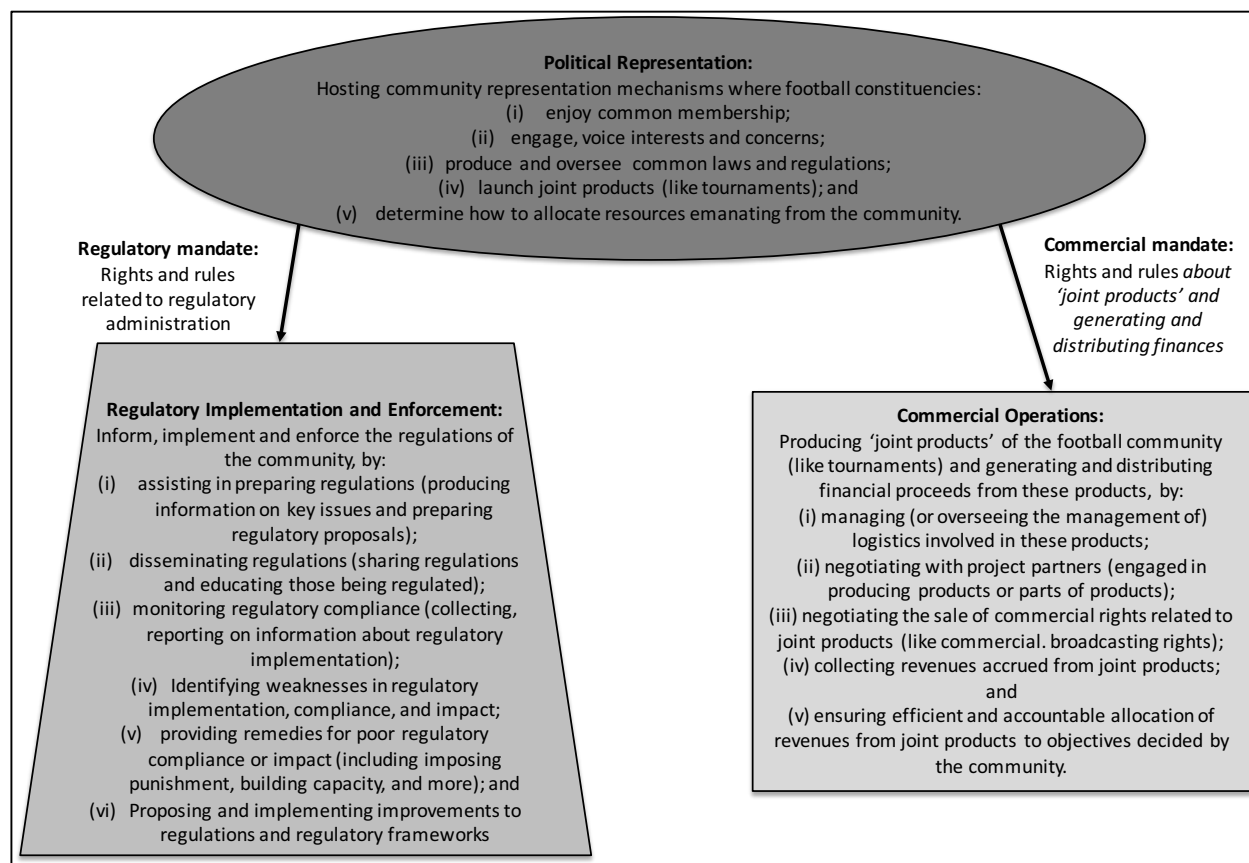 Political Representation:
Hosting community representation mechanisms where football constituencies:
(i) enjoy common membership;
(ii) engage, voice interests and concerns;
(iii) produce and oversee common laws and regulations;
(iv) launch joint products (like tournaments); and
(v) determine how to allocate resources emanating from the community.
Regulatory mandate:
Rights and rules
related to regulatory
administration
Commercial mandate:
Rights and rules about
‘joint products’ and
generating and
distributing finances
Regulatory Implementation and Enforcement:
Inform, implement and enforce the regulations of
the community, by:
(i) assisting in preparing regulations (producing
information on key issues and preparing
regulatory proposals);
(ii) disseminating regulations (sharing regulations
and educating those being regulated);
(iii) monitoring regulatory compliance (collecting,
reporting on information about regulatory
implementation);
(iv) Identifying weaknesses in regulatory
implementation, compliance, and impact;
(v) providing remedies for poor regulatory
compliance or impact (including imposing
punishment, building capacity, and more); and
(vi) Proposing and implementing improvements to
regulations and regulatory frameworks
Commercial Operations:
Producing ‘joint products’ of the football community
(like tournaments) and generating and distributing
financial proceeds from these products, by:
(i) managing (or overseeing the management of)
logistics involved in these products;
(ii) negotiating with project partners (engaged in
producing products or parts of products);
(iii) negotiating the sale of commercial rights related to
joint products (like commercial. broadcasting rights);
(iv) collecting revenues accrued from joint products;
and
(v) ensuring efficient and accountable allocation of
revenues from joint products to objectives decided by
the community.